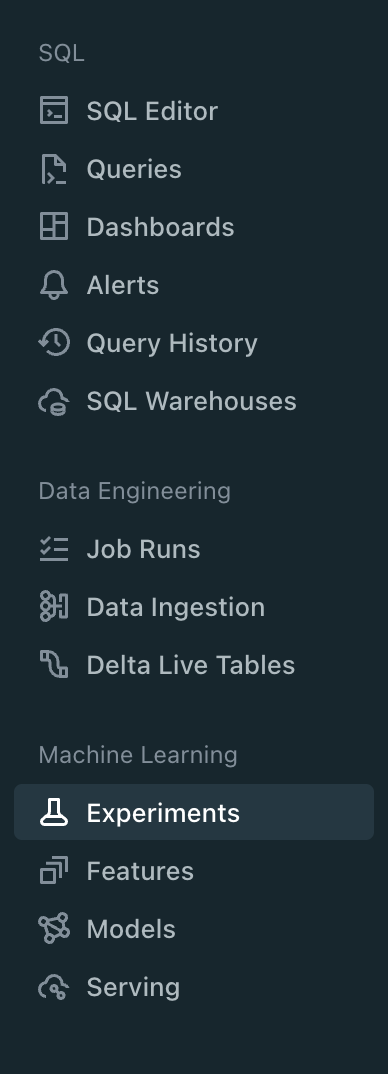 SQL
SQL Editor
Queries
Dashboards
Alerts
Query History
SQL Warehouses
Data Engineering
Job Runs
Data Ingestion
Delta Live Tables
Machine Learning
Experiments
Features
Models
Serving